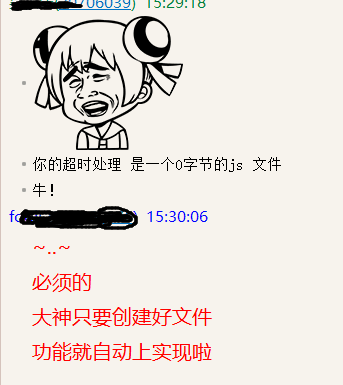 706039) 15:29:18
你的超时处理 是一个0字节的js 文件
牛!
15:30:06
~..~
必须的
大神只要创建好文件
功能就自动上实现啦